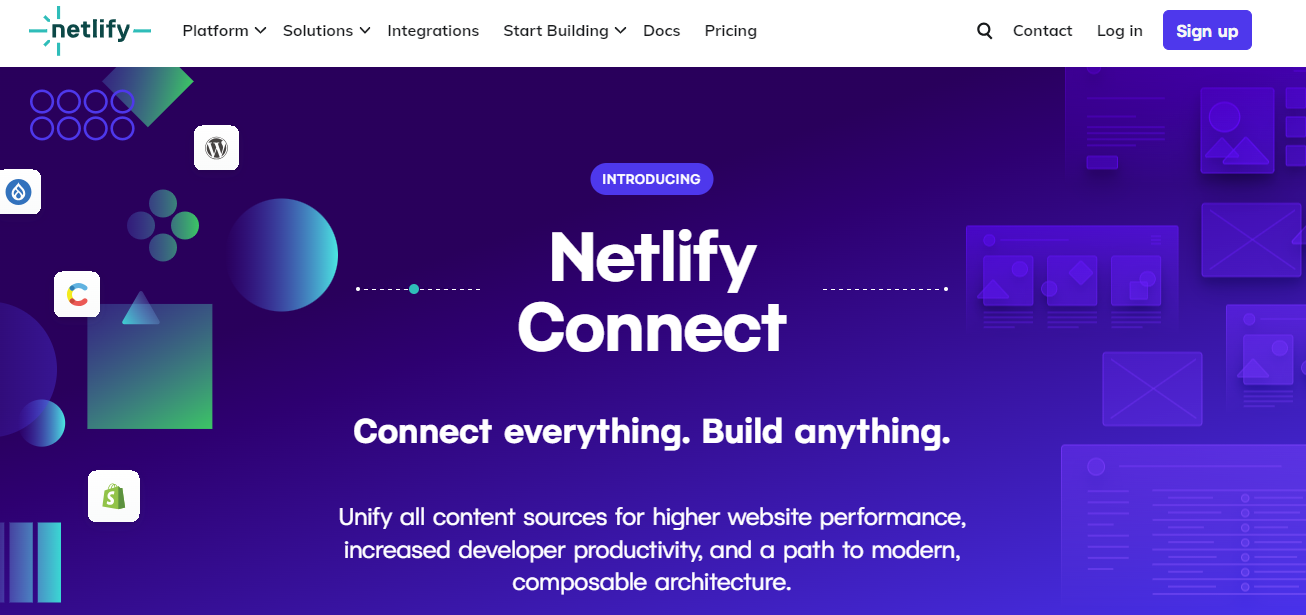 netlify
Platform
Solutions
Integrations
Start Building
Docs
Pricing
Contact
Log in
Sign up
INTRODUCING
Netlify
Connect
Connect everything. Build anything.
Unify all content sources for higher website performance,
increased developer productivity, and a path to modern,
composable architecture.